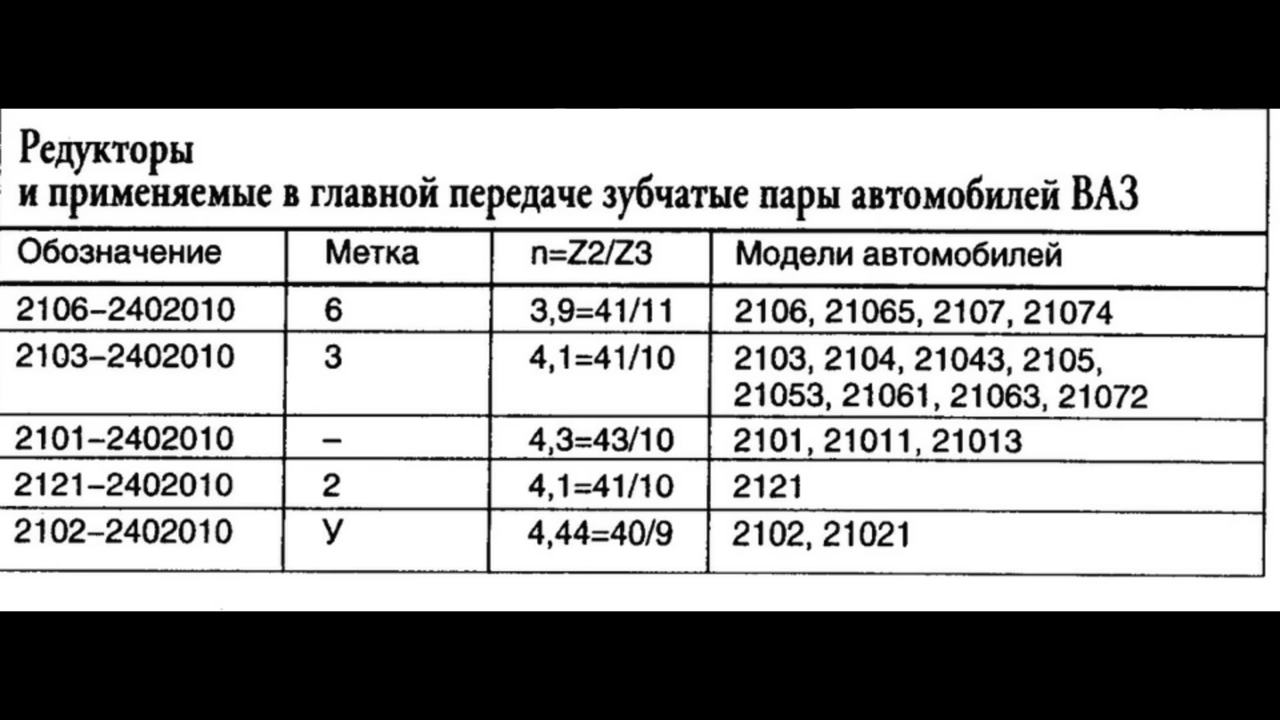 Редукторы
и применяемые в главной передаче зубчатые пары автомобилей ВАЗ
Обозначение Метка n=Z2/Z3 Модели автомобилей
2106–2402010 6 3,9=41/11 2106, 21065, 2107, 21074
2103–2402010 3 4,1=41/10 2103, 2104, 21043, 2105,
21053, 21061, 21063, 21072
2101–2402010 – 4,3=43/10 2101, 21011, 21013
2121–2402010 2 4,1=41/10 2121
2102–2402010 У 4,44=40/9 2102, 21021